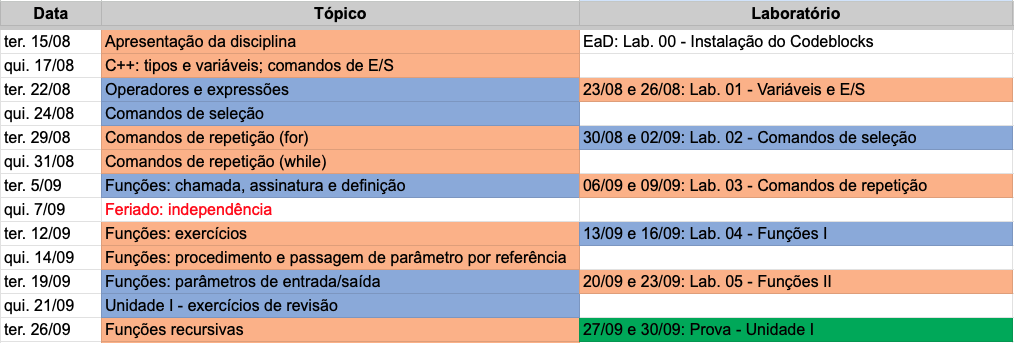 Data Tópico Laboratório
ter. 15/08 Apresentação da disciplina EaD: Lab. 00 - Instalação do Codeblocks
qui. 17/08 C++: tipos e variáveis; comandos de E/S
ter. 22/08 Operadores e expressões 23/08 e 26/08: Lab. 01 - Variáveis e E/S
qui. 24/08 Comandos de seleção
ter. 29/08 Comandos de repetição (for) 30/08 e 02/09: Lab. 02 - Comandos de seleção
qui. 31/08 Comandos de repetição (while)
ter. 5/09 Funções: chamada, assinatura e definição 06/09 e 09/09: Lab. 03 - Comandos de repetição
qui. 7/09 Feriado: independência
ter. 12/09 Funções: exercícios 13/09 e 16/09: Lab. 04 - Funções I
qui. 14/09 Funções: procedimento e passagem de parâmetro por referência
ter. 19/09 Funções: parâmetros de entrada/saída 20/09 e 23/09: Lab. 05 - Funções II
qui. 21/09 Unidade I - exercícios de revisão
ter. 26/09 Funções recursivas 27/09 e 30/09: Prova - Unidade I